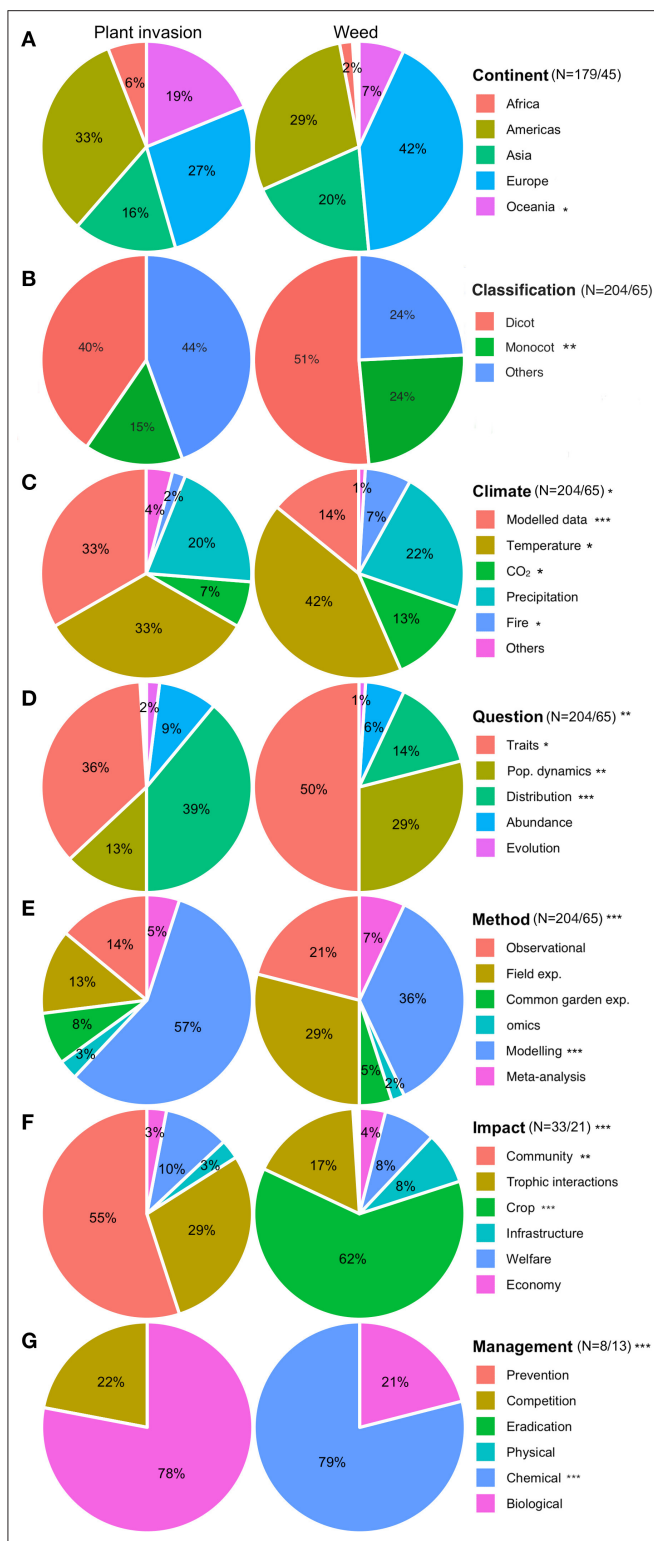 Plant invasion Weed
A
6%
19%
33%
27%
16%
2%
7%
29%
42%
20%
Continent (N=179/45)
Africa
Americas
Asia
Europe
Oceania *
B
40%
44%
15%
24%
51%
24%
Classification (N=204/65)
Dicot
Monocot **
Others
C
2%
4%
20%
33%
7%
33%
1%
7%
14%
22%
42%
13%
Climate (N=204/65) *
Modelled data ***
Temperature *
CO₂ *
Precipitation
Fire *
Others
D
2%
9%
36%
39%
13%
1%
6%
14%
50%
29%
Question (N=204/65) **
Traits *
Pop. dynamics **
Distribution ***
Abundance
Evolution
E
5%
14%
13%
8%
57%
3%
7%
21%
36%
29%
5%
2%
Method (N=204/65) ***
Observational
Field exp.
Common garden exp.
omics
Modelling ***
Meta-analysis
F
3%
10%
3%
55%
29%
4%
17%
8%
8%
62%
Impact (N=33/21) ***
Community **
Trophic interactions
Crop ***
Infrastructure
Welfare
Economy
G
22%
78%
21%
79%
Management (N=8/13) ***
Prevention
Competition
Eradication
Physical
Chemical ***
Biological